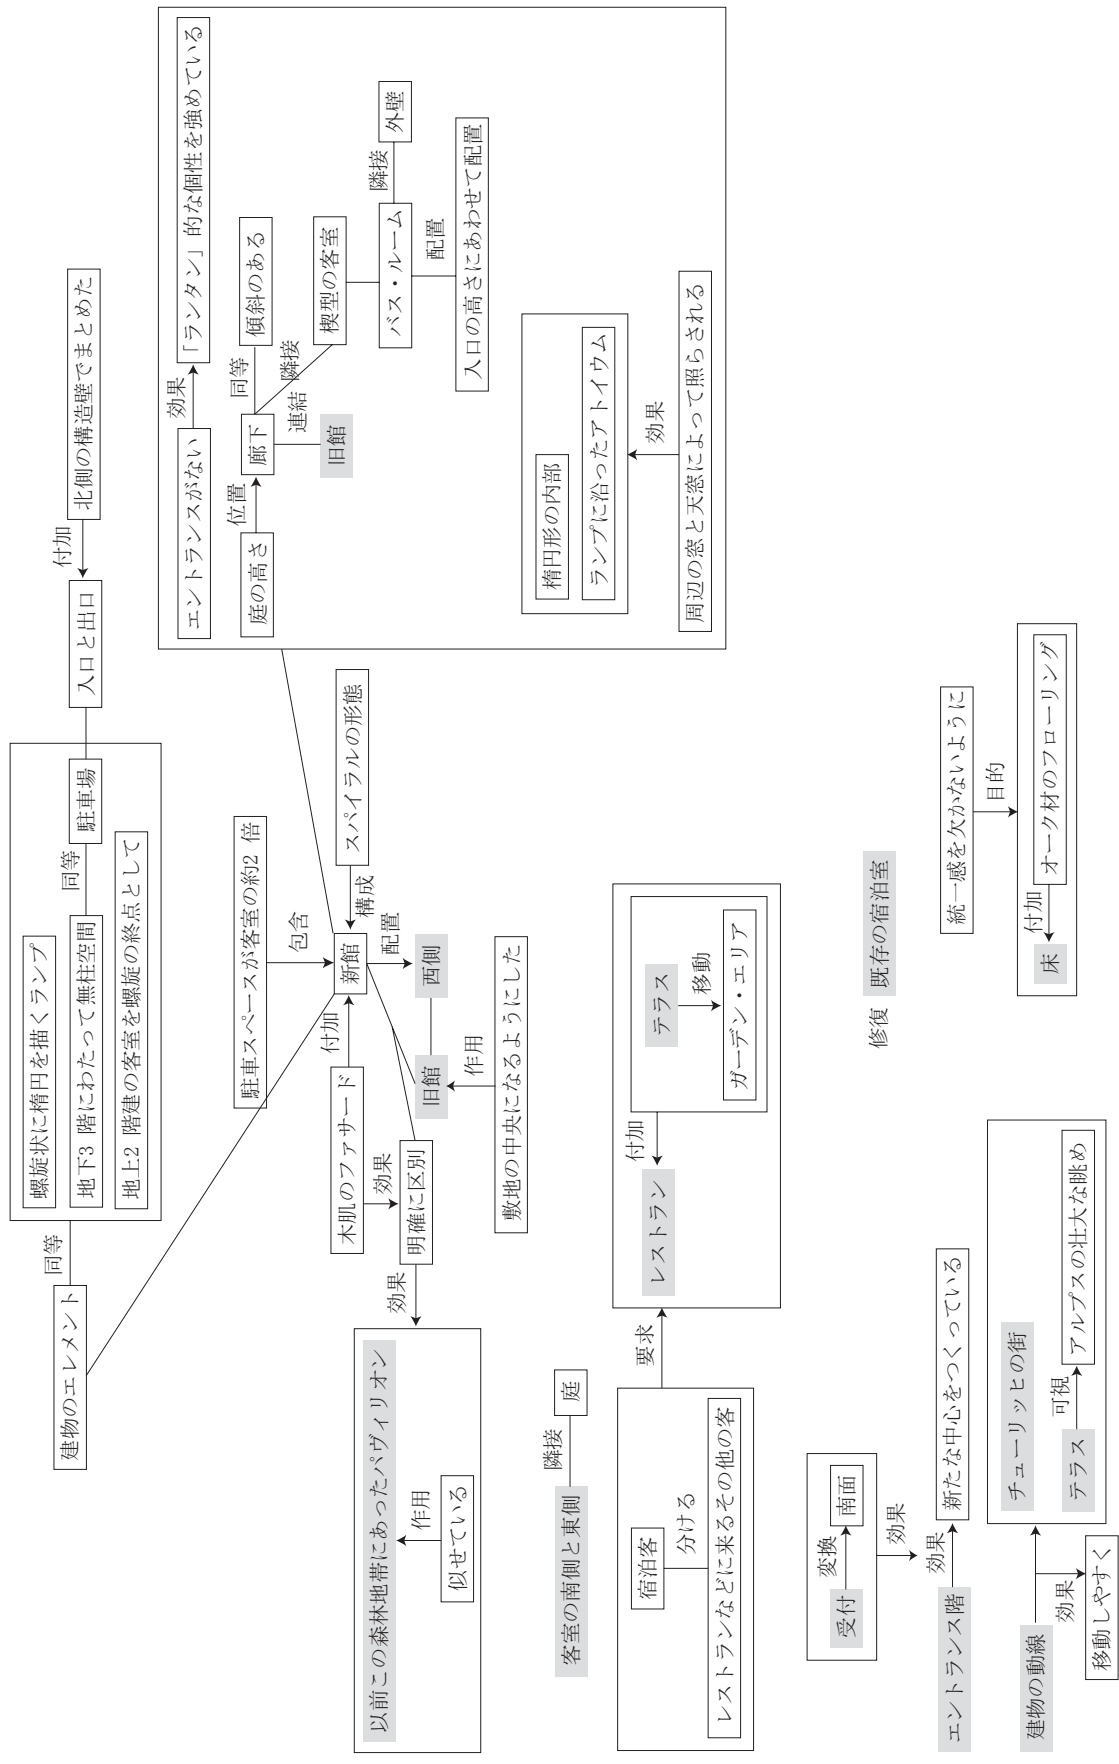 建物のエレメント
同等
螺旋状に楕円を描くランプ
地下3 階にわたって無柱空間
同等
駐車場
地上2 階建の客室を螺旋の終点として
入口と出口
付加
北側の構造壁でまとめた
駐車スペースが客室の約2 倍
包含
木肌のファサード
付加
新館
構成
スパイラルの形態
配置
西側
旧館
作用
敷地の中央になるようにした
効果
明確に区別
効果
以前この森林地帯にあったパヴィリオン
作用
似せている
エントランスがない
効果
「ランタン」的な個性を強めている
庭の高さ
位置
廊下
同等
傾斜のある
隣接
連結
旧館
楔型の客室
バス・ルーム
隣接
外壁
配置
入口の高さにあわせて配置
楕円形の内部
ランプに沿ったアトイウム
効果
周辺の窓と天窓によって照らされる
客室の南側と東側
隣接
庭
宿泊客
分ける
レストランなどに来るその他の客
要求
レストラン
付加
テラス
移動
ガーデン・エリア
受付
変換
南面
効果
エントランス階
効果
新たな中心をつくっている
建物の動線
効果
移動しやすく
チューリッヒの街
テラス
可視
アルプスの壮大な眺め
修復
既存の宿泊室
統一感を欠かないように
目的
床
付加
オーク材のフローリング